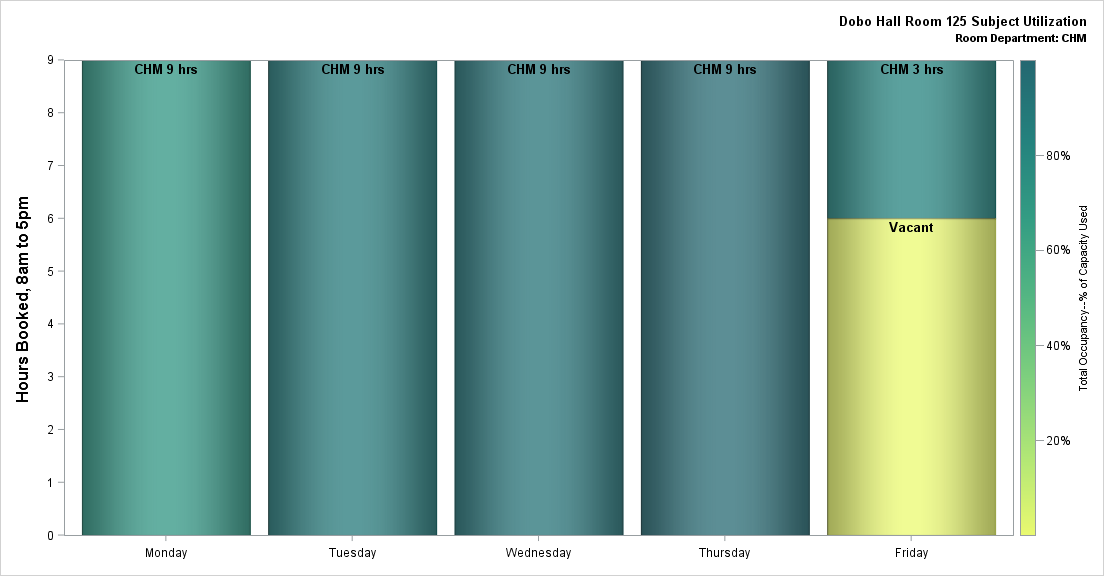 Dobo Hall Room 125 Subject Utilization
Room Department: CHM
Hours Booked, 8am to 5pm
9
8
7
6
5
4
3
2
1
0
CHM 9 hrs
CHM 9 hrs
CHM 9 hrs
CHM 9 hrs
CHM 3 hrs
Vacant
Monday
Tuesday
Wednesday
Thursday
Friday
80%
60%
40%
20%
Total Occupancy--% of Capacity Used